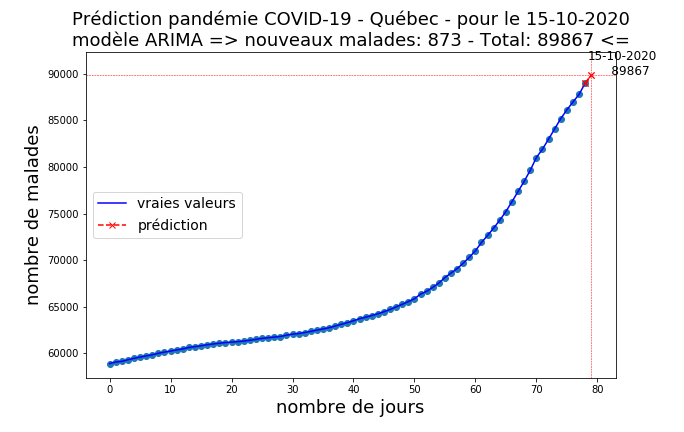 Prédiction pandémie COVID-19 - Québec - pour le 15-10-2020
modèle ARIMA => nouveaux malades: 873 - Total: 89867 <=
15-10-2020
89867
90000
85000
80000
75000
70000
65000
60000
nombre de malades
vraies valeurs
prédiction
0 10 20 30 40 50 60 70 80
nombre de jours